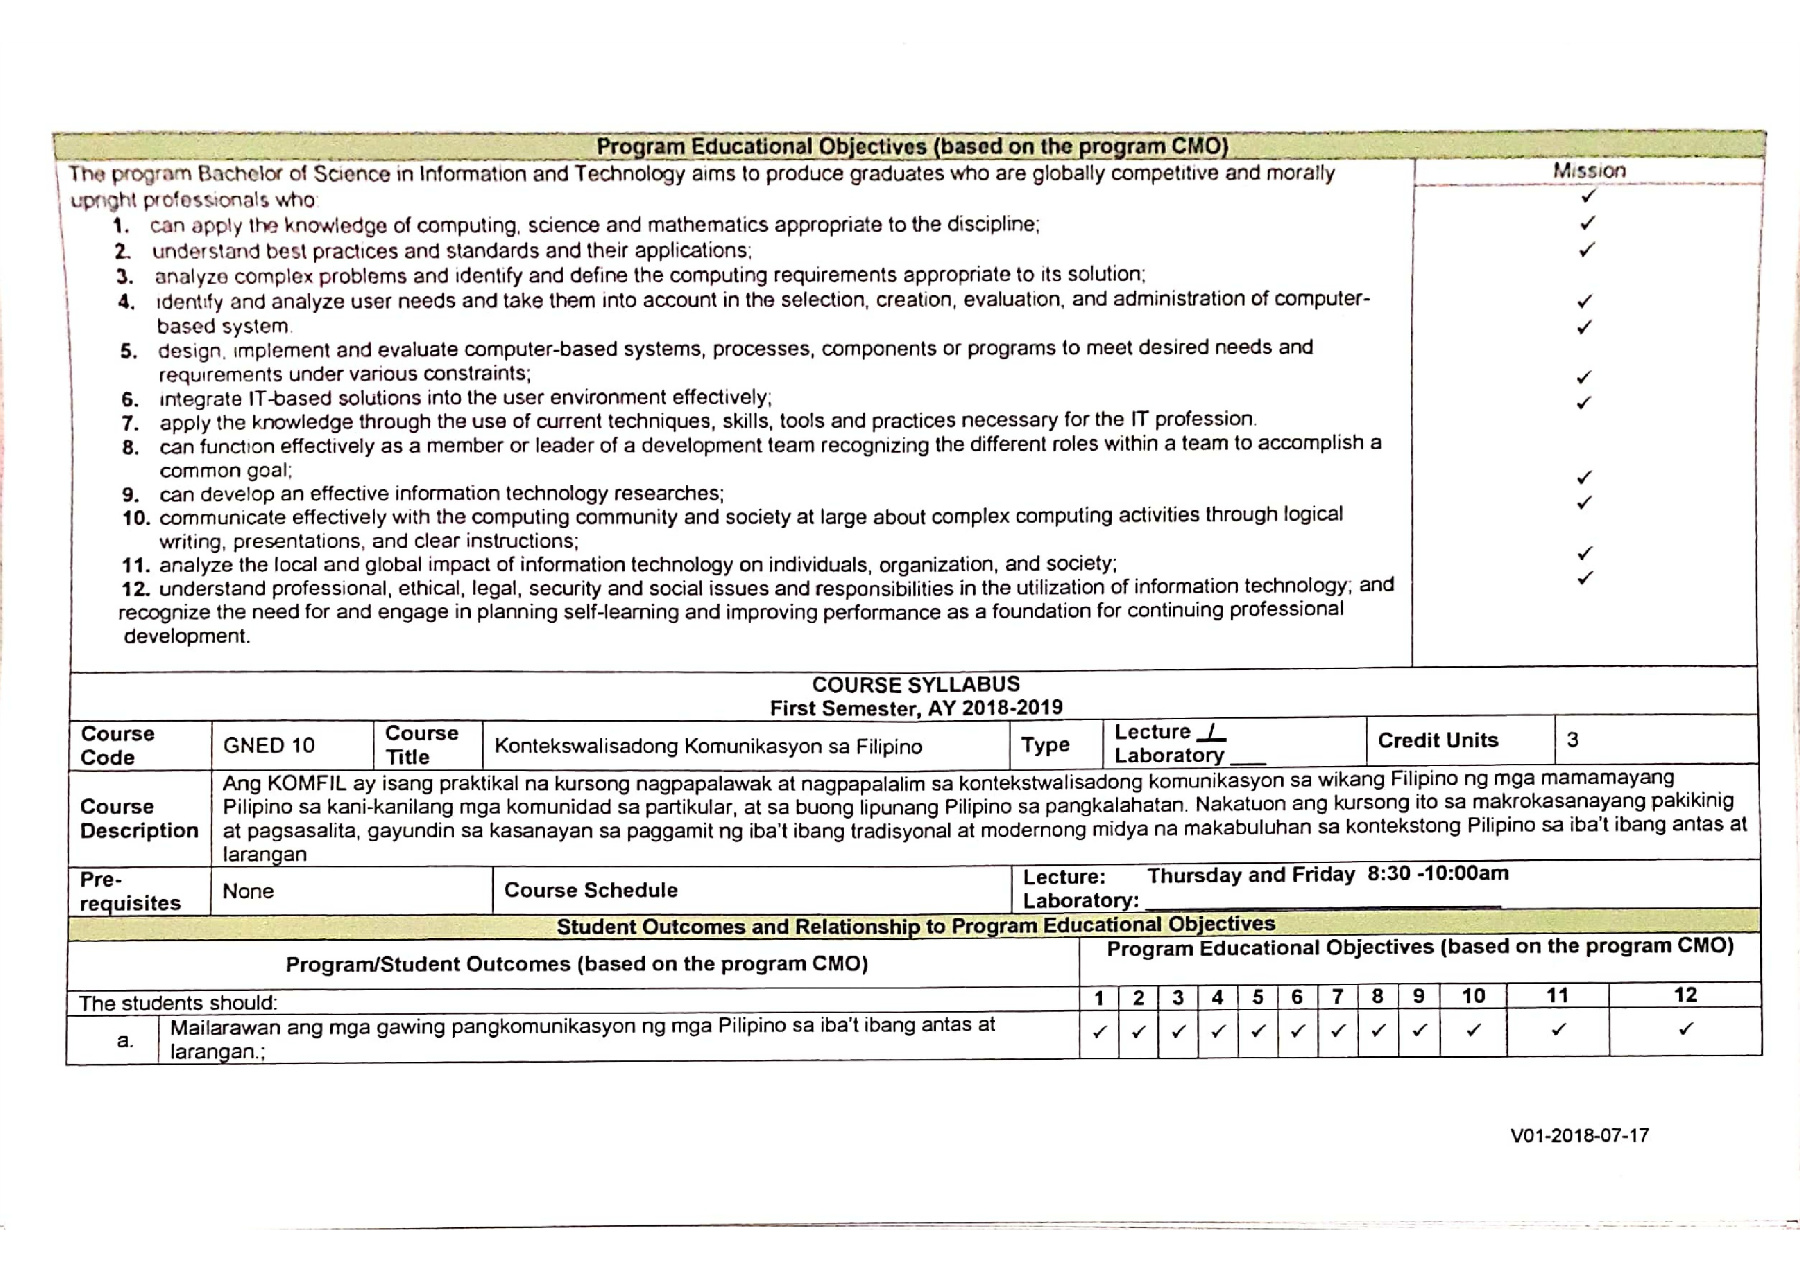 Program Educational Objectives (based on the program CMO)
The program Bachelor of Science in Information and Technology aims to produce graduates who are globally competitive and morally
upright professionals who:
Mission
✓
1. can apply the knowledge of computing, science and mathematics appropriate to the discipline;
✓
2. understand best practices and standards and their applications;
✓
3. analyze complex problems and identify and define the computing requirements appropriate to its solution;
4. identify and analyze user needs and take them into account in the selection, creation, evaluation, and administration of computer-
✓
based system.
✓
5. design, implement and evaluate computer-based systems, processes, components or programs to meet desired needs and
requirements under various constraints;
✓
6. integrate IT-based solutions into the user environment effectively;
✓
7. apply the knowledge through the use of current techniques, skills, tools and practices necessary for the IT profession.
8. can function effectively as a member or leader of a development team recognizing the different roles within a team to accomplish a
common goal;
✓
9. can develop an effective information technology researches;
✓
10. communicate effectively with the computing community and society at large about complex computing activities through logical
writing, presentations, and clear instructions;
✓
11. analyze the local and global impact of information technology on individuals, organization, and society;
✓
12. understand professional, ethical, legal, security and social issues and responsibilities in the utilization of information technology; and
recognize the need for and engage in planning self-learning and improving performance as a foundation for continuing professional
development.
COURSE SYLLABUS
First Semester, AY 2018-2019
Course
Code
GNED 10
Course
Title
Kontekswalisadong Komunikasyon sa Filipino
Type
Lecture /
Laboratory ___
Credit Units
3
Course
Description
Ang KOMFIL ay isang praktikal na kursong nagpapalawak at nagpapalalim sa kontekstwalisadong komunikasyon sa wikang Filipino ng mga mamamayang
Pilipino sa kani-kanilang mga komunidad sa partikular, at sa buong lipunang Pilipino sa pangkalahatan. Nakatuon ang kursong ito sa makrokasanayang pakikinig
at pagsasalita, gayundin sa kasanayan sa paggamit ng iba't ibang tradisyonal at modernong midya na makabuluhan sa kontekstong Pilipino sa iba't ibang antas at
larangan
Pre-
requisites
None
Course Schedule
Lecture: Thursday and Friday 8:30 -10:00am
Laboratory: ___
Student Outcomes and Relationship to Program Educational Objectives
Program/Student Outcomes (based on the program CMO)
Program Educational Objectives (based on the program CMO)
The students should:
1 2 3 4 5 6 7 8 9 10 11 12
a.
Mailarawan ang mga gawing pangkomunikasyon ng mga Pilipino sa iba't ibang antas at
larangan.;
✓ ✓ ✓ ✓ ✓ ✓ ✓ ✓ ✓ ✓ ✓ ✓
V01-2018-07-17